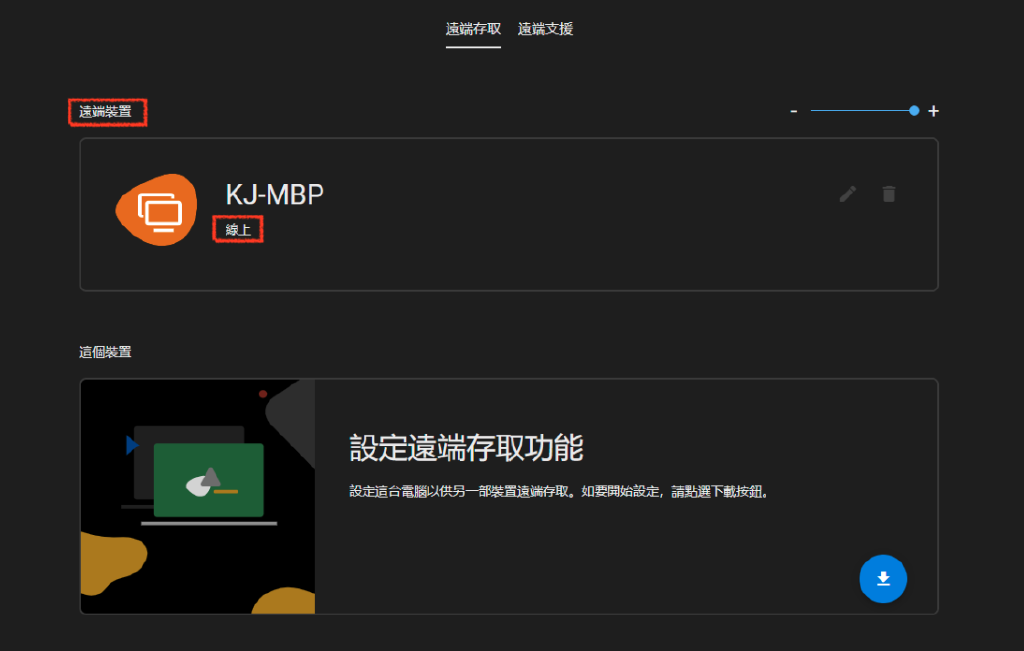 遠端存取 遠端支援
遠端裝置
- +
KJ-MBP
線上
這個裝置
設定遠端存取功能
設定這台電腦以供另一部裝置遠端存取。如要開始設定，請點選下載按鈕。